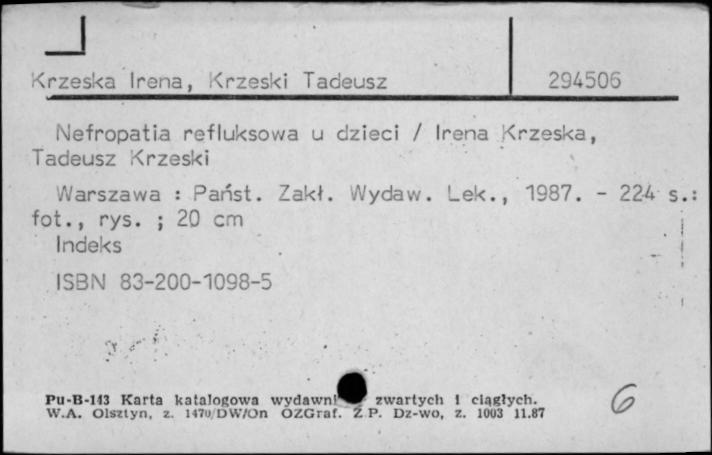 Krzeska Irena, Krzeski Tadeusz 294506
Nefropatia refluksowa u dzieci / Irena Krzeska,
Tadeusz Krzeski
Warszawa : Państ. Zakł. Wydaw. Lek., 1987. - 224 s.:
fot., rys. ; 20 cm
Indeks
ISBN 83-200-1098-5
Pu-B-143 Karta katalogowa zwartych i ciągłych.
W.A. Olsztyn, z. 1470/DW/On OZGraf. Z.P. Dz-wo, z. 1003 11.87
6